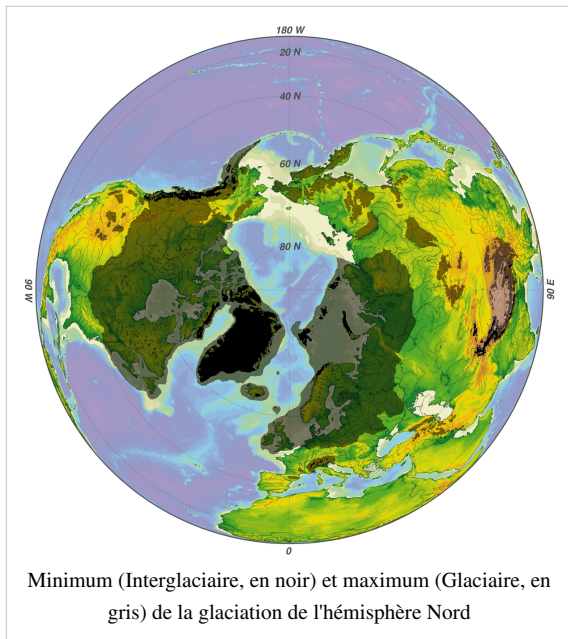 180 W
20 N
40 N
60 N
80 N
90 W
90 E
0
Minimum (Interglaciaire, en noir) et maximum (Glaciaire, en
gris) de la glaciation de l'hémisphère Nord